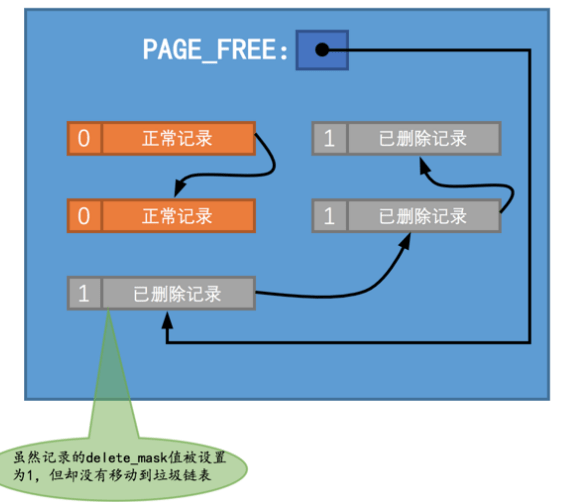 PAGE_FREE:
0 正常记录 1 已删除记录
0 正常记录 1 已删除记录
1 已删除记录
虽然记录的delete_mask值被设置
为1, 但却没有移动到垃圾链表